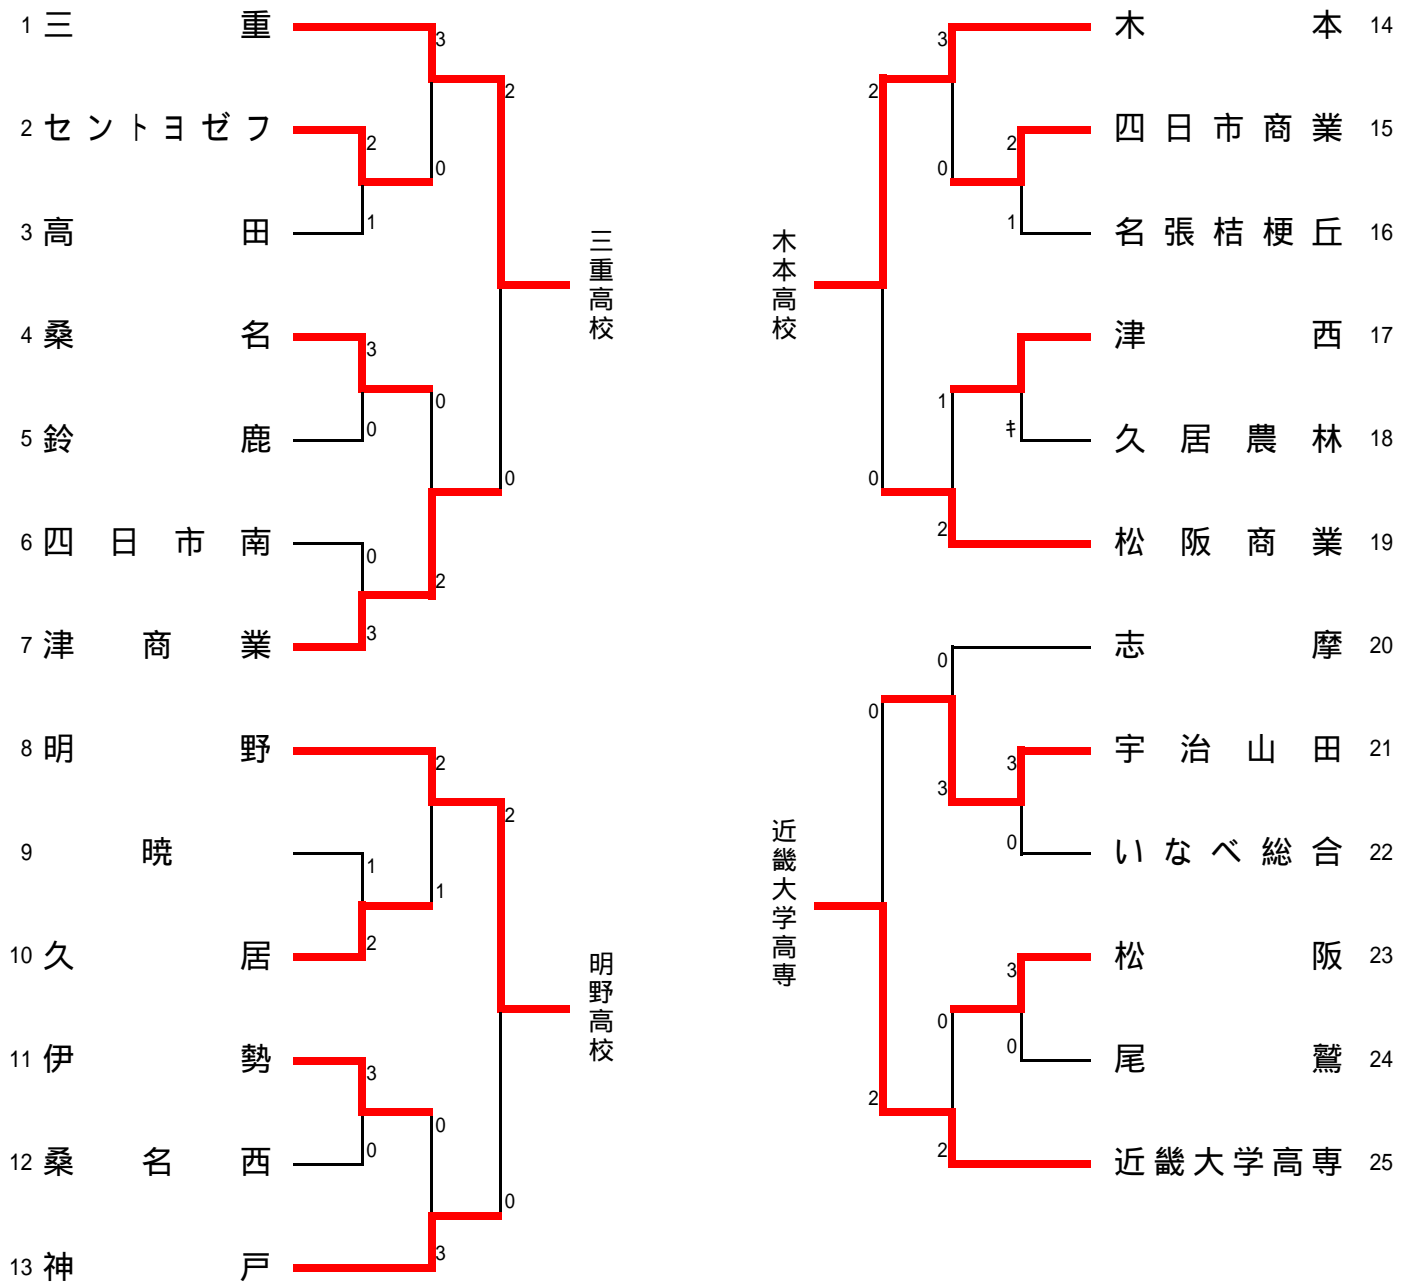 1 三重
3
2
2 セントヨゼフ
2
0
3 高田
1
三重高校
4 桑名
3
0
5 鈴鹿
0
0
6 四日市南
0
2
7 津商業
3
8 明野
2
2
9 暁
1
1
10 久居
2
明野高校
11 伊勢
3
0
12 桑名西
0
0
13 神戸
3
木本 14
3
2
四日市商業 15
2
0
名張桔梗丘 16
1
木本高校
津西 17
1
久居農林 18
キ
0
松阪商業 19
2
志摩 20
0
0
宇治山田 21
3
3
いなべ総合 22
0
近畿大学高専
松阪 23
3
0
尾鷲 24
0
2
近畿大学高専 25
2